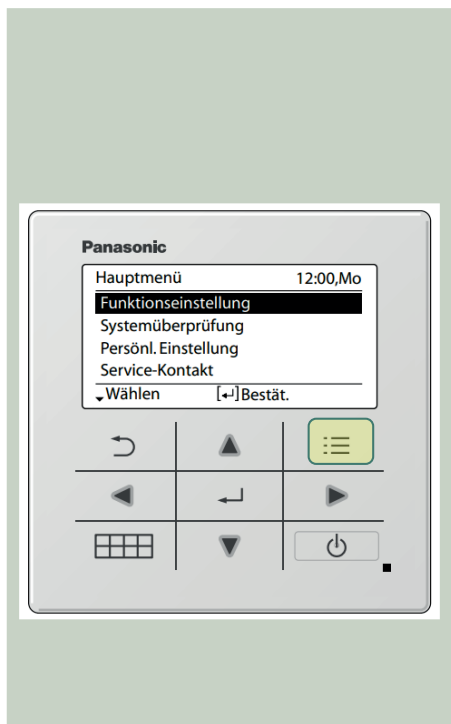 Panasonic
Hauptmenü 12:00,Mo
Funktionseinstellung
Systemüberprüfung
Persönl. Einstellung
Service-Kontakt
Wählen [↵]Bestät.